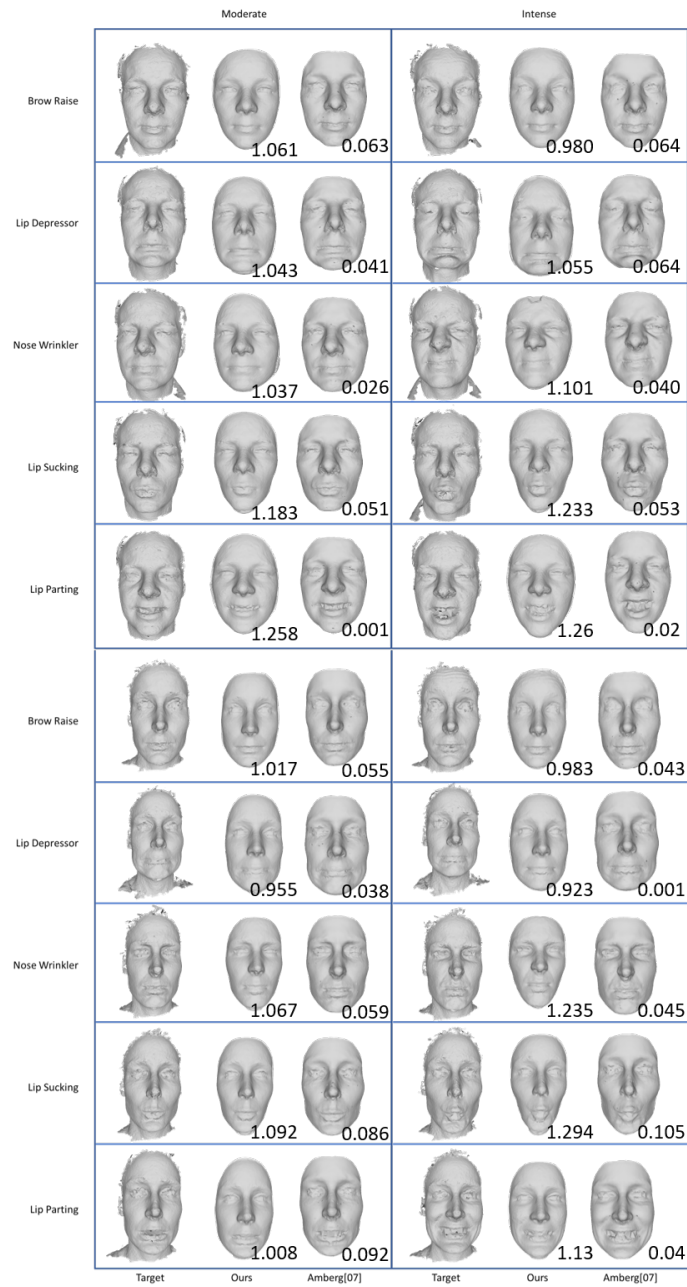 Moderate Intense
Brow Raise 1.061 0.063 0.980 0.064
Lip Depressor 1.043 0.041 1.055 0.064
Nose Wrinkler 1.037 0.026 1.101 0.040
Lip Sucking 1.183 0.051 1.233 0.053
Lip Parting 1.258 0.001 1.26 0.02
Brow Raise 1.017 0.055 0.983 0.043
Lip Depressor 0.955 0.038 0.923 0.001
Nose Wrinkler 1.067 0.059 1.235 0.045
Lip Sucking 1.092 0.086 1.294 0.105
Lip Parting 1.008 0.092 1.13 0.04
Target Ours Amberg[07] Target Ours Amberg[07]